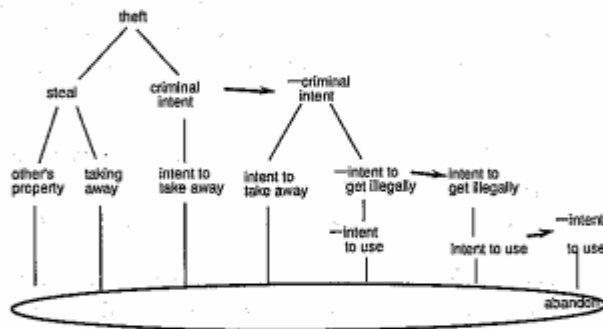 theft
steal
criminal
intent
—criminal
intent
other's
property
taking
away
intent to
take away
intent to
take away
—intent to
get illegally
intent to
get illegally
—intent
to use
intent to use
—intent
to use
abandon